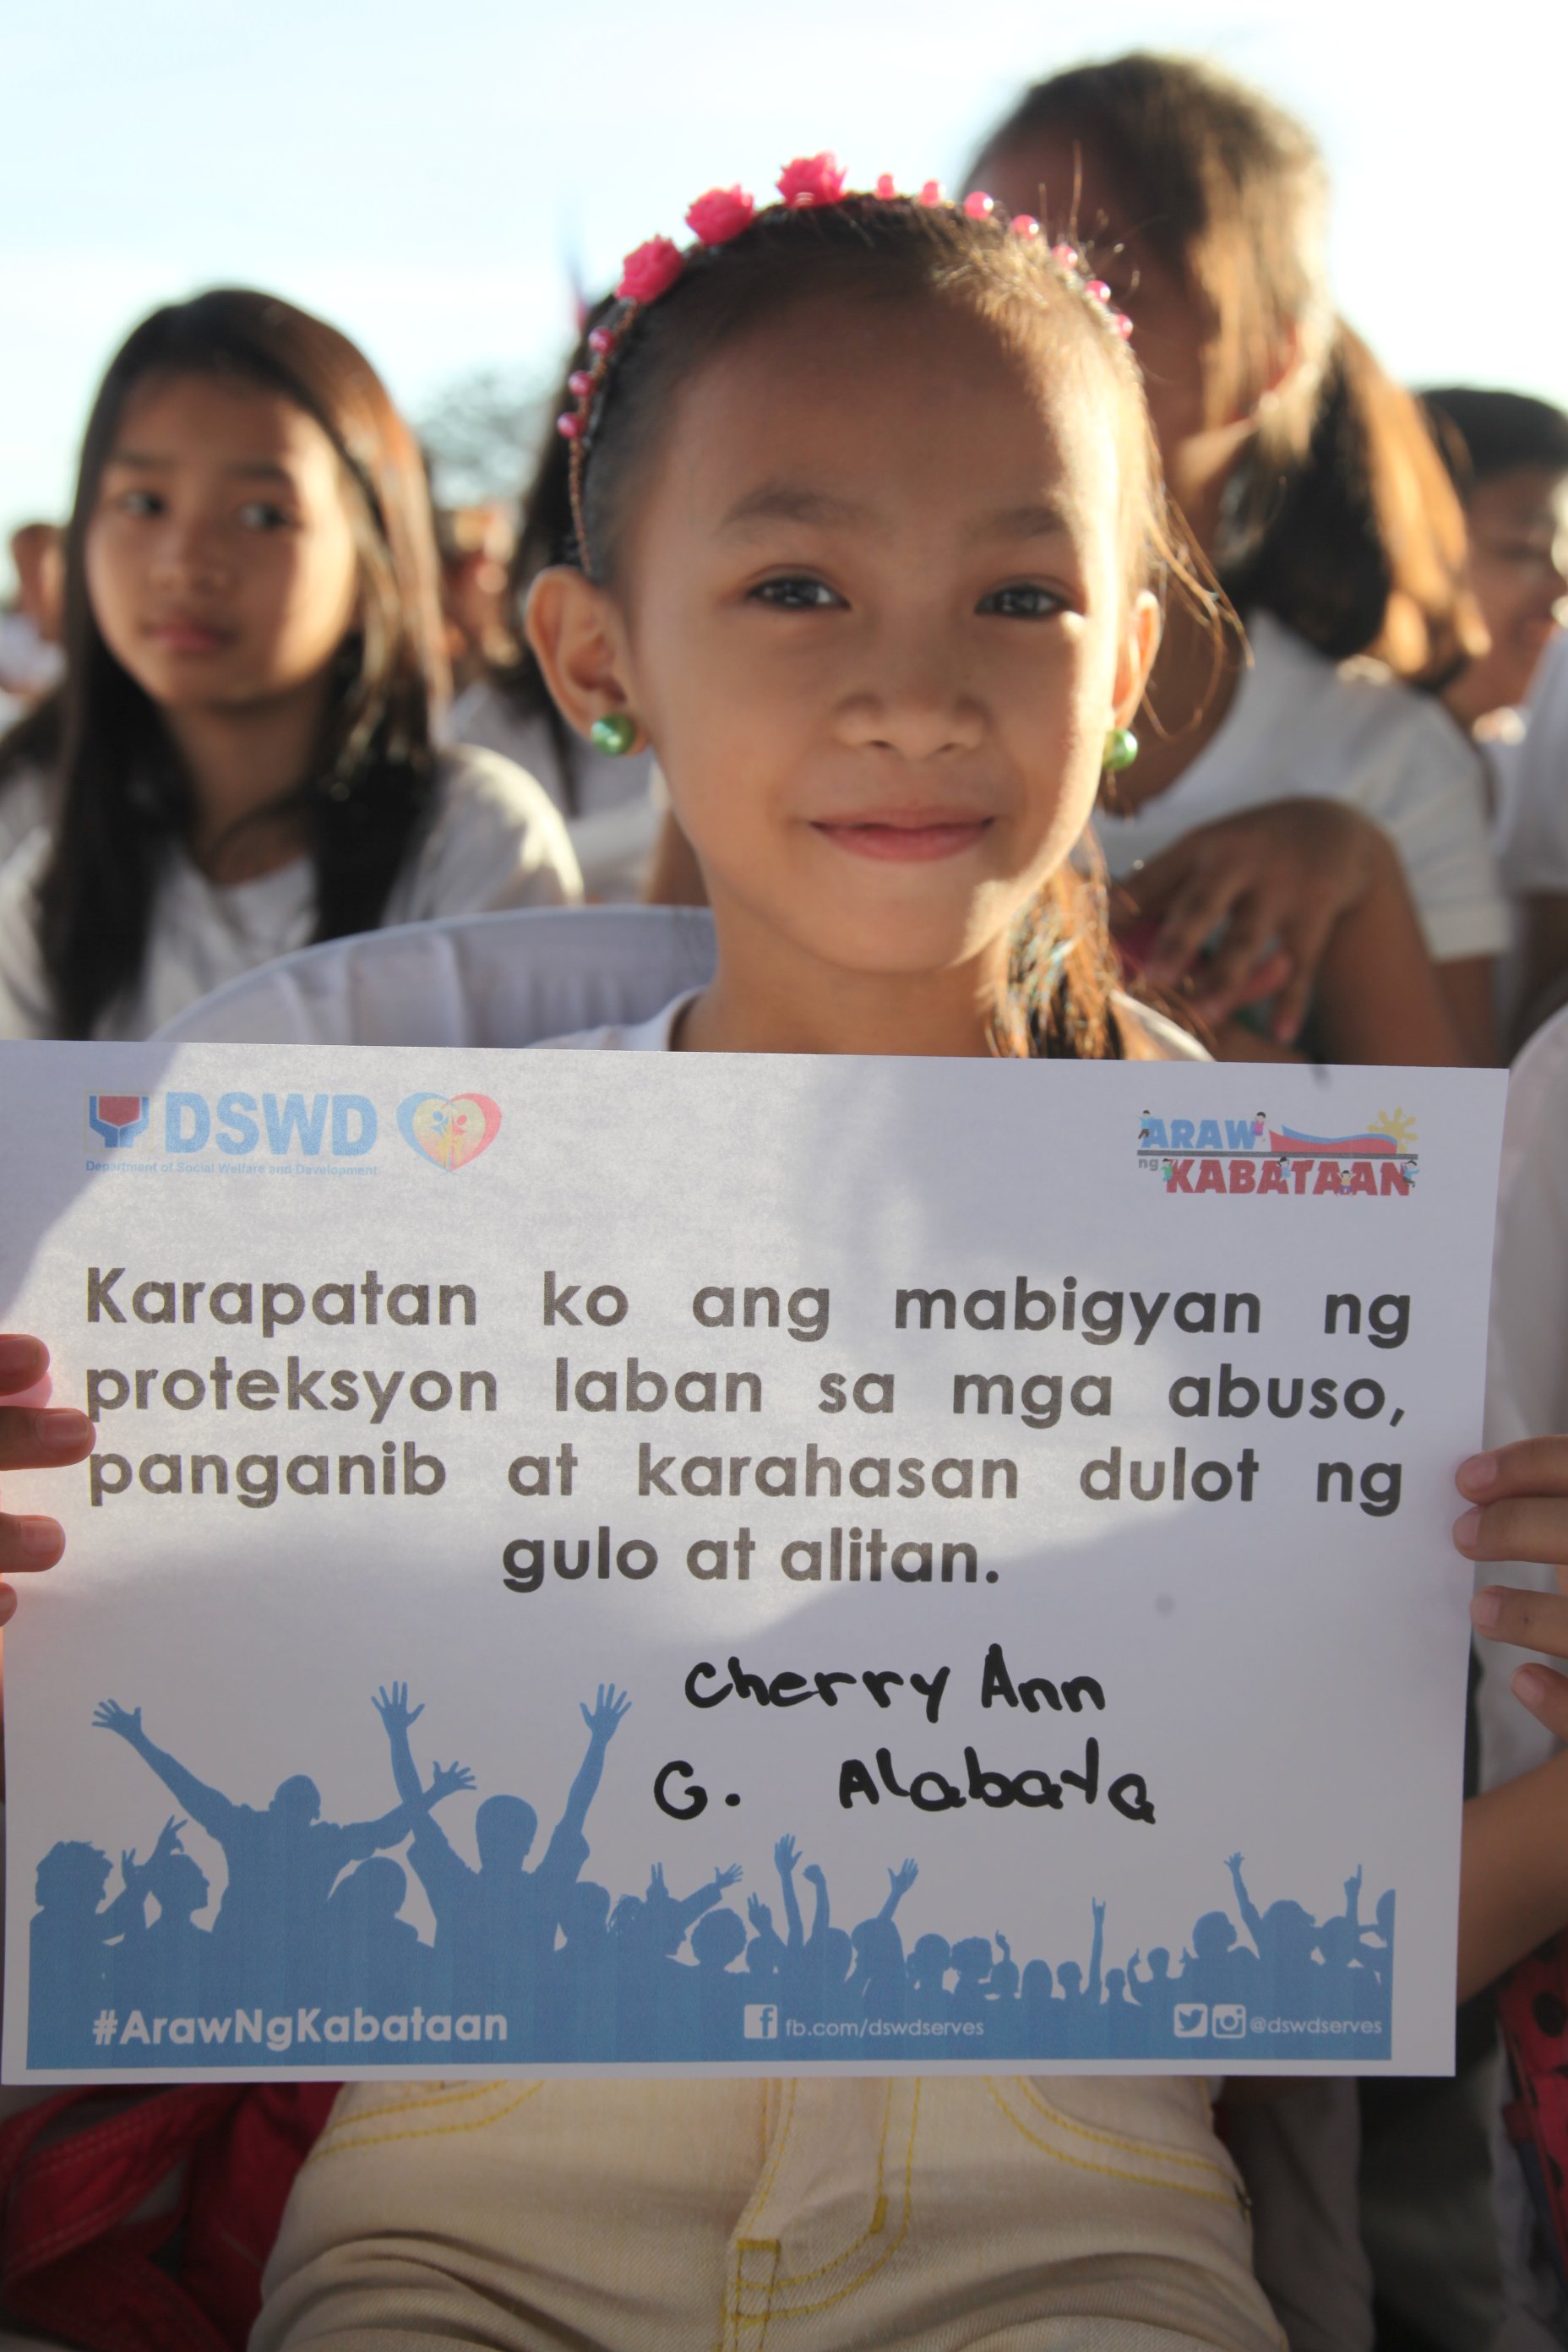 DSWD
Department of Social Welfare and Development
ARAW
ng KABATAAN
Karapatan ko ang mabigyan ng
proteksyon laban sa mga abuso,
panganib at karahasan dulot ng
gulo at alitan.
Cherry Ann
G. Alabata
#ArawNgKabataan
fb.com/dswdserves
@dswdserves